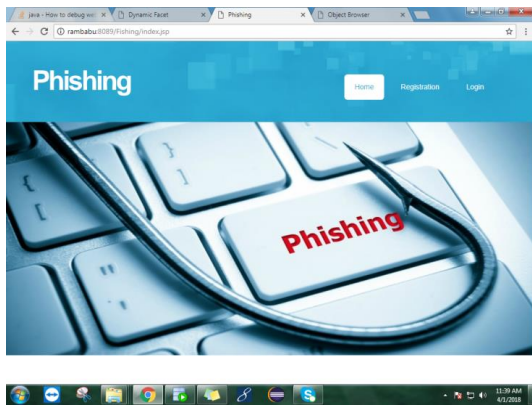 java - How to debug wit
Dynamic Facet
Phishing
Object Browser
rambabu:8089/Fishing/index.jsp
Phishing
Home
Registration
Login
Phishing
11:39 AM
4/1/2018